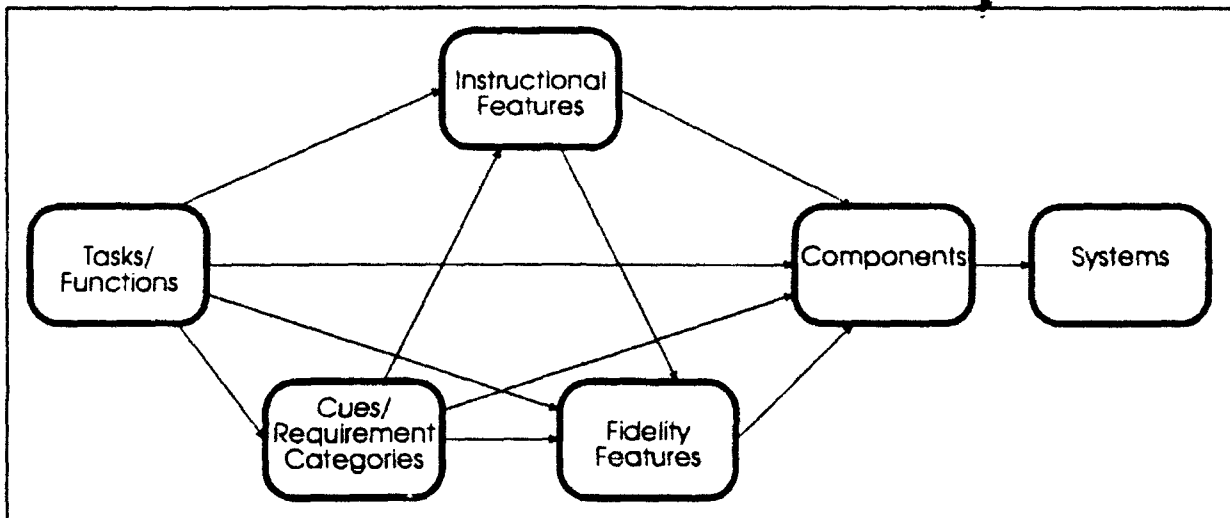 Instructional
Features
Tasks/
Functions
Components
Systems
Cues/
Requirement
Categories
Fidelity
Features